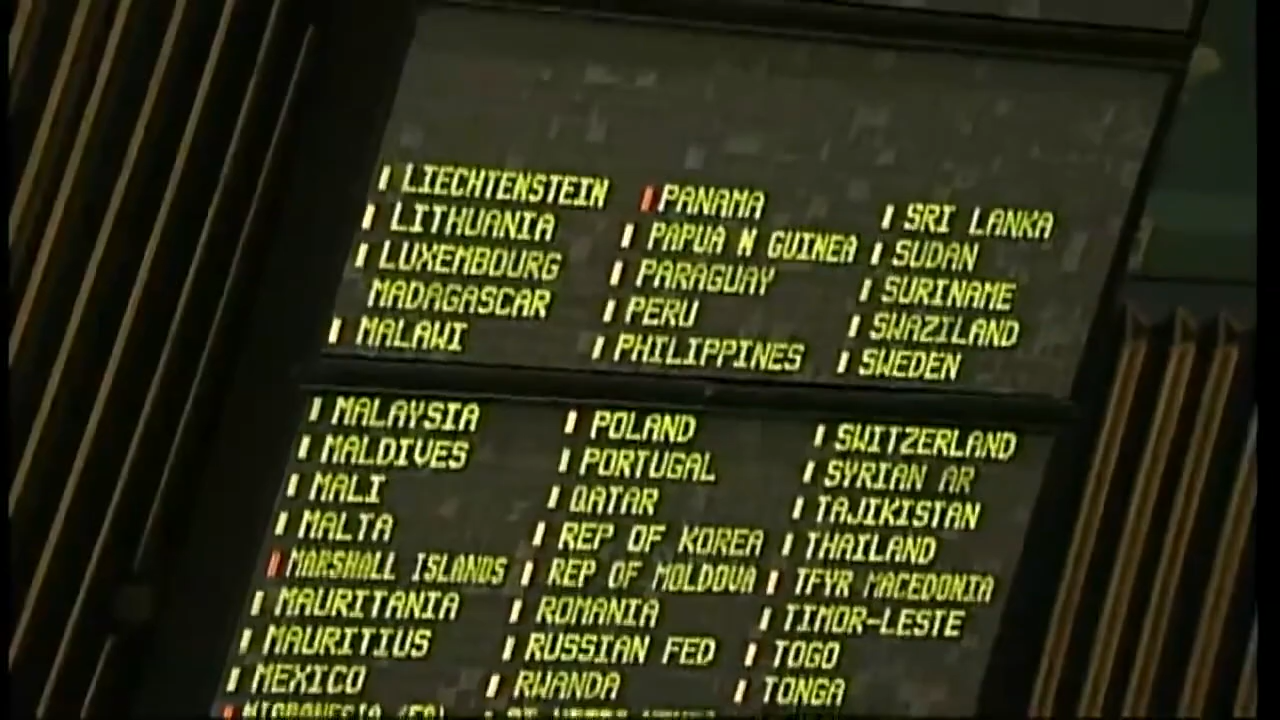 LIECHTENSTEIN
LITHUANIA
LUXEMBOURG
MADAGASCAR
MALAWI
MALAYSIA
MALDIVES
MALI
MALTA
MARSHALL ISLANDS
MAURITANIA
MAURITIUS
MEXICO
PANAMA
PAPUA N GUINEA
PARAGUAY
PERU
PHILIPPINES
POLAND
PORTUGAL
QATAR
REP OF KOREA
REP OF MOLDOVA
ROMANIA
RUSSIAN FED
RWANDA
SRI LANKA
SUDAN
SURINAME
SWAZILAND
SWEDEN
SWITZERLAND
SYRIAN AR
TAJIKISTAN
THAILAND
TFYR MACEDONIA
TIMOR-LESTE
TOGO
TONGA